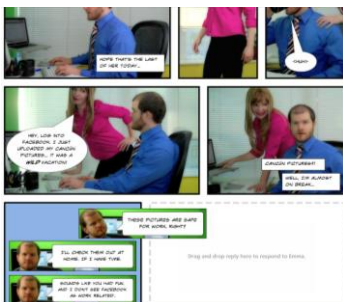 HOPE THAT'S THE LAST
OF HER TODAY...
HEY, LOG INTO
FACEBOOK. I JUST
UPLOADED MY CANCUN
PICTURES... IT WAS A
WILD VACATION!
CANCUN PICTURES?!
WELL, I'M ALMOST
ON BREAK...
THESE PICTURES ARE SAFE
FOR WORK, RIGHT?
I'LL CHECK THEM OUT AT
HOME, IF I HAVE TIME.
SOUNDS LIKE YOU HAD FUN,
AND I DON'T SEE FACEBOOK
AS WORK RELATED.
Drag and drop reply here to respond to Emma.